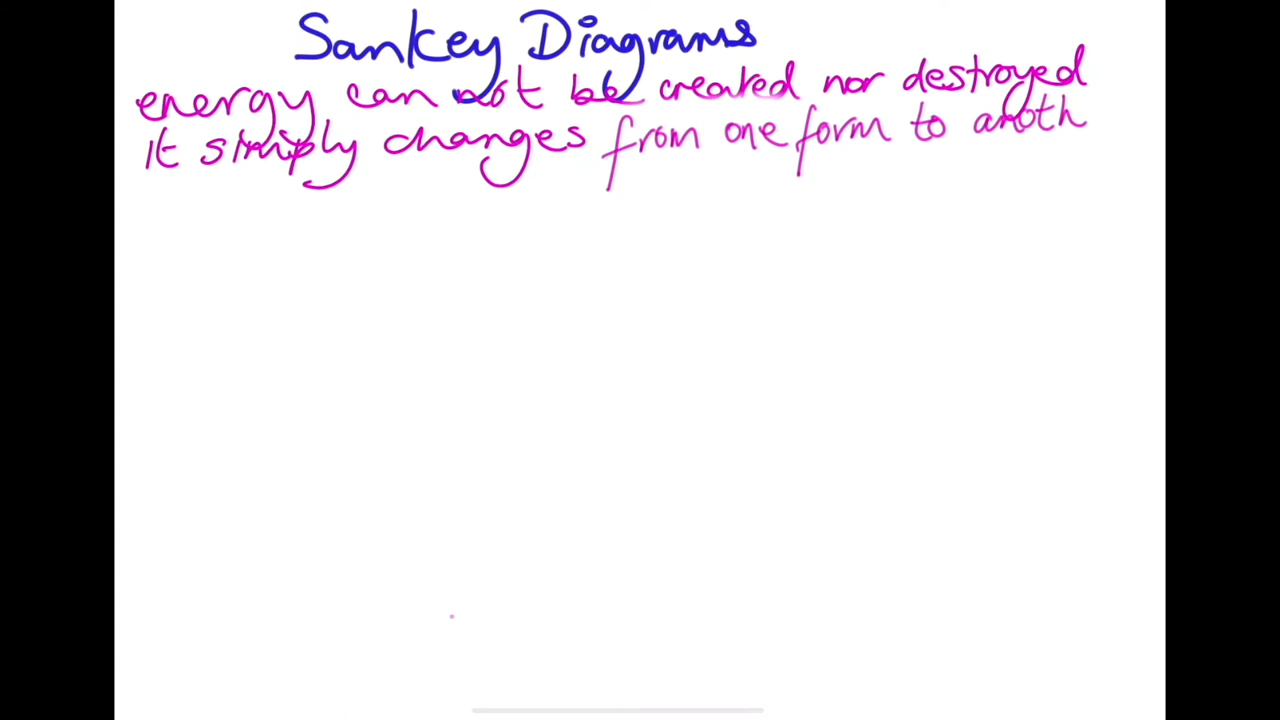 Sankey Diagrams
energy can not be created nor destroyed
it simply changes from one form to anoth